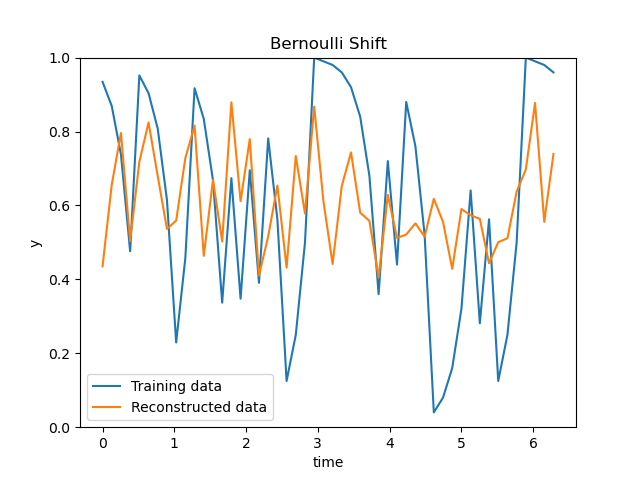 Bernoulli Shift
1.0
0.8
0.6
0.4
0.2
0.0
y
Training data
Reconstructed data
0 1 2 3 4 5 6
time